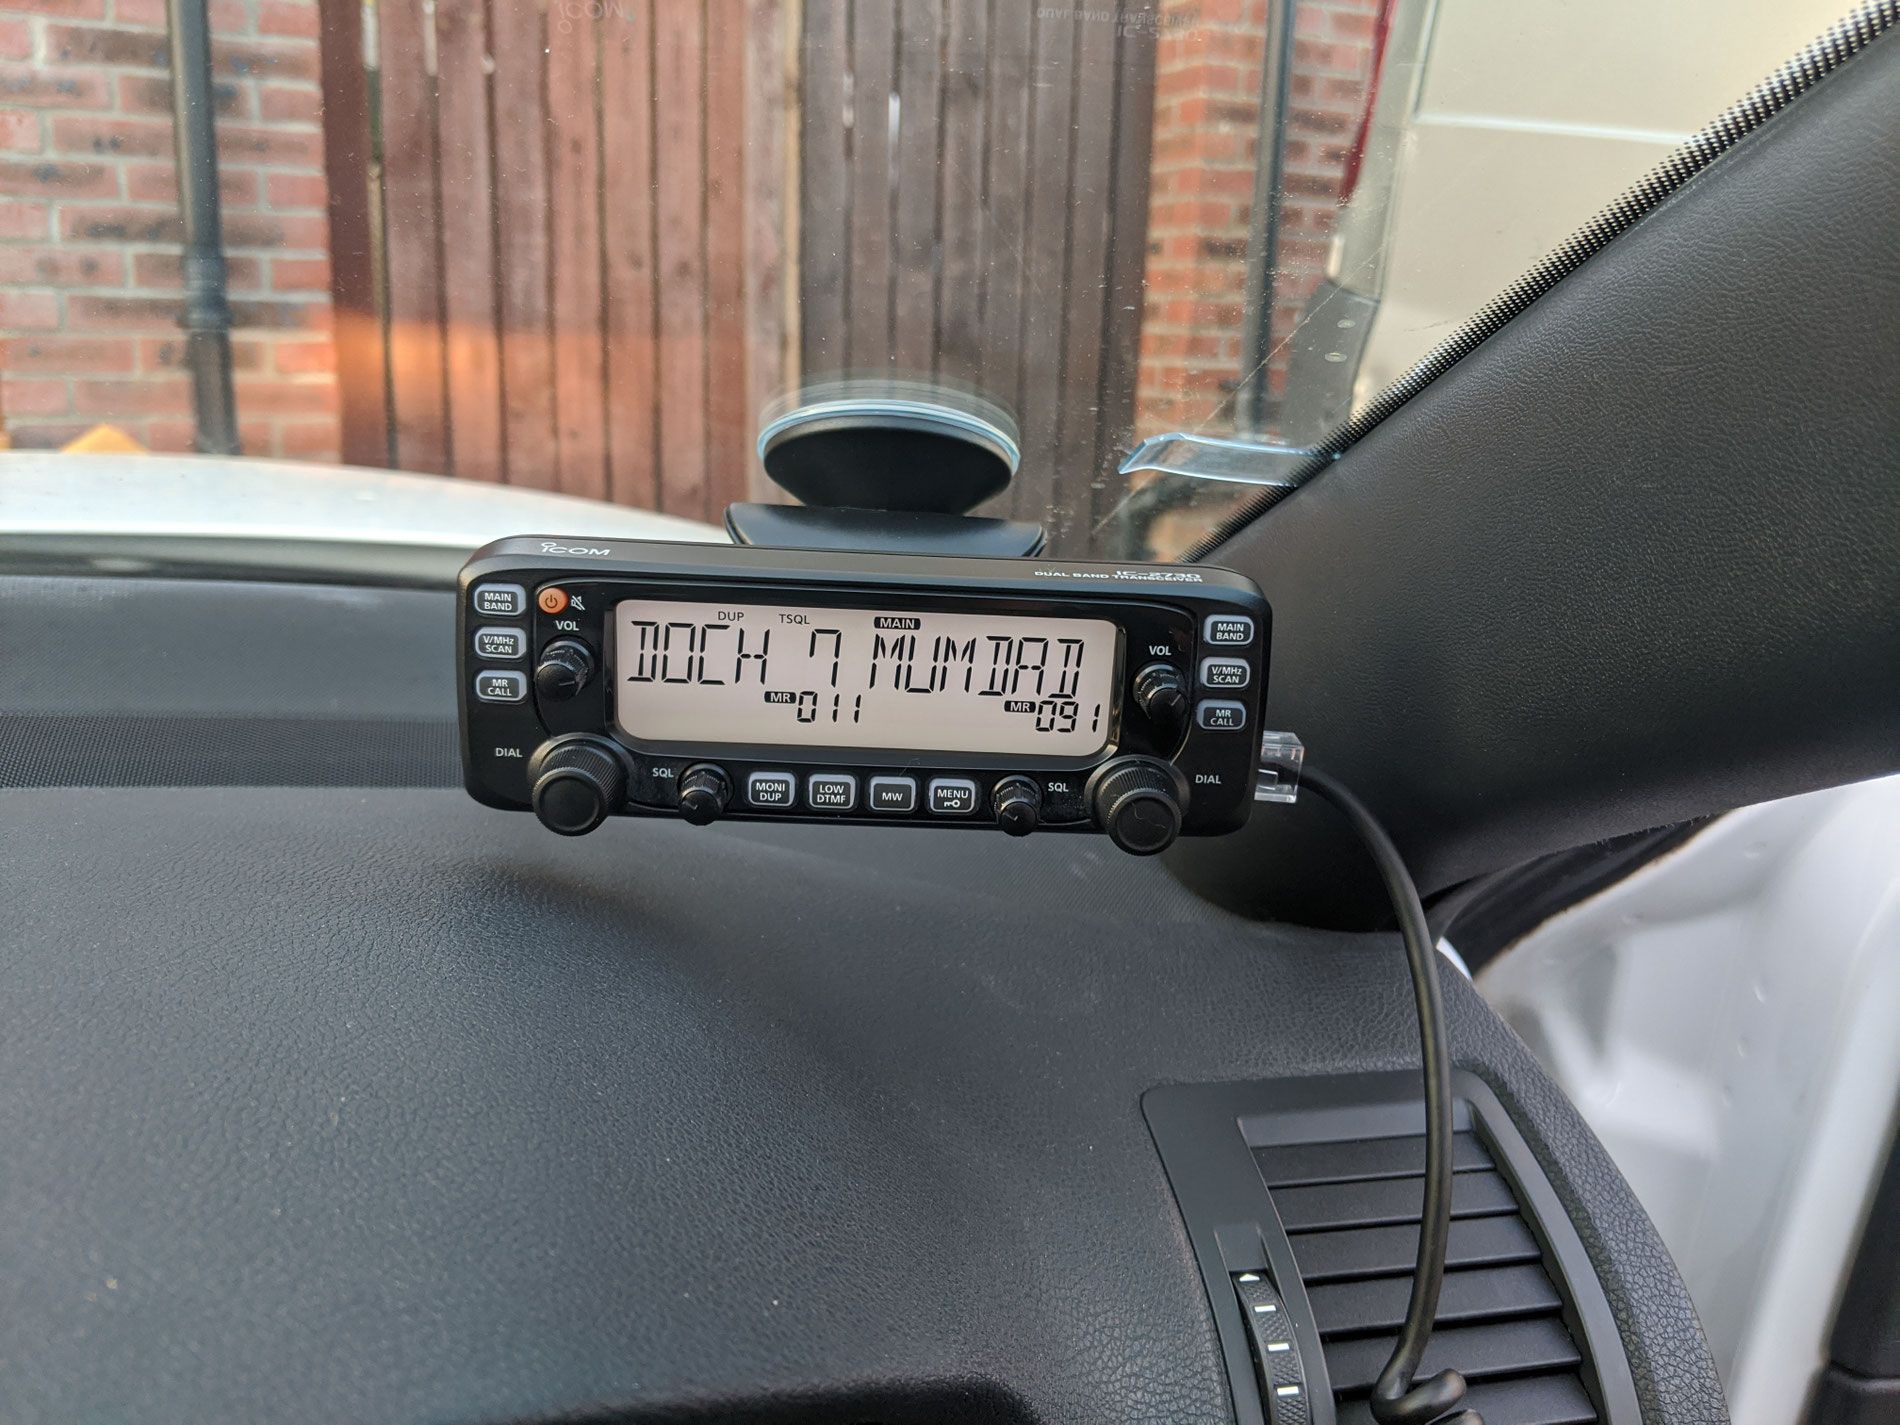 ICOM
IC-2730
DUAL BAND TRANSCEIVER
MAIN BAND
VOL
V/MHz SCAN
MR CALL
DIAL
DUP TSQL MAIN
DOCH 7 MUMDAD
MR 011 MR 091
SQL
MONI DUP
LOW DTMF
MW
MENU
SQL
VOL
MAIN BAND
V/MHz SCAN
MR CALL
DIAL